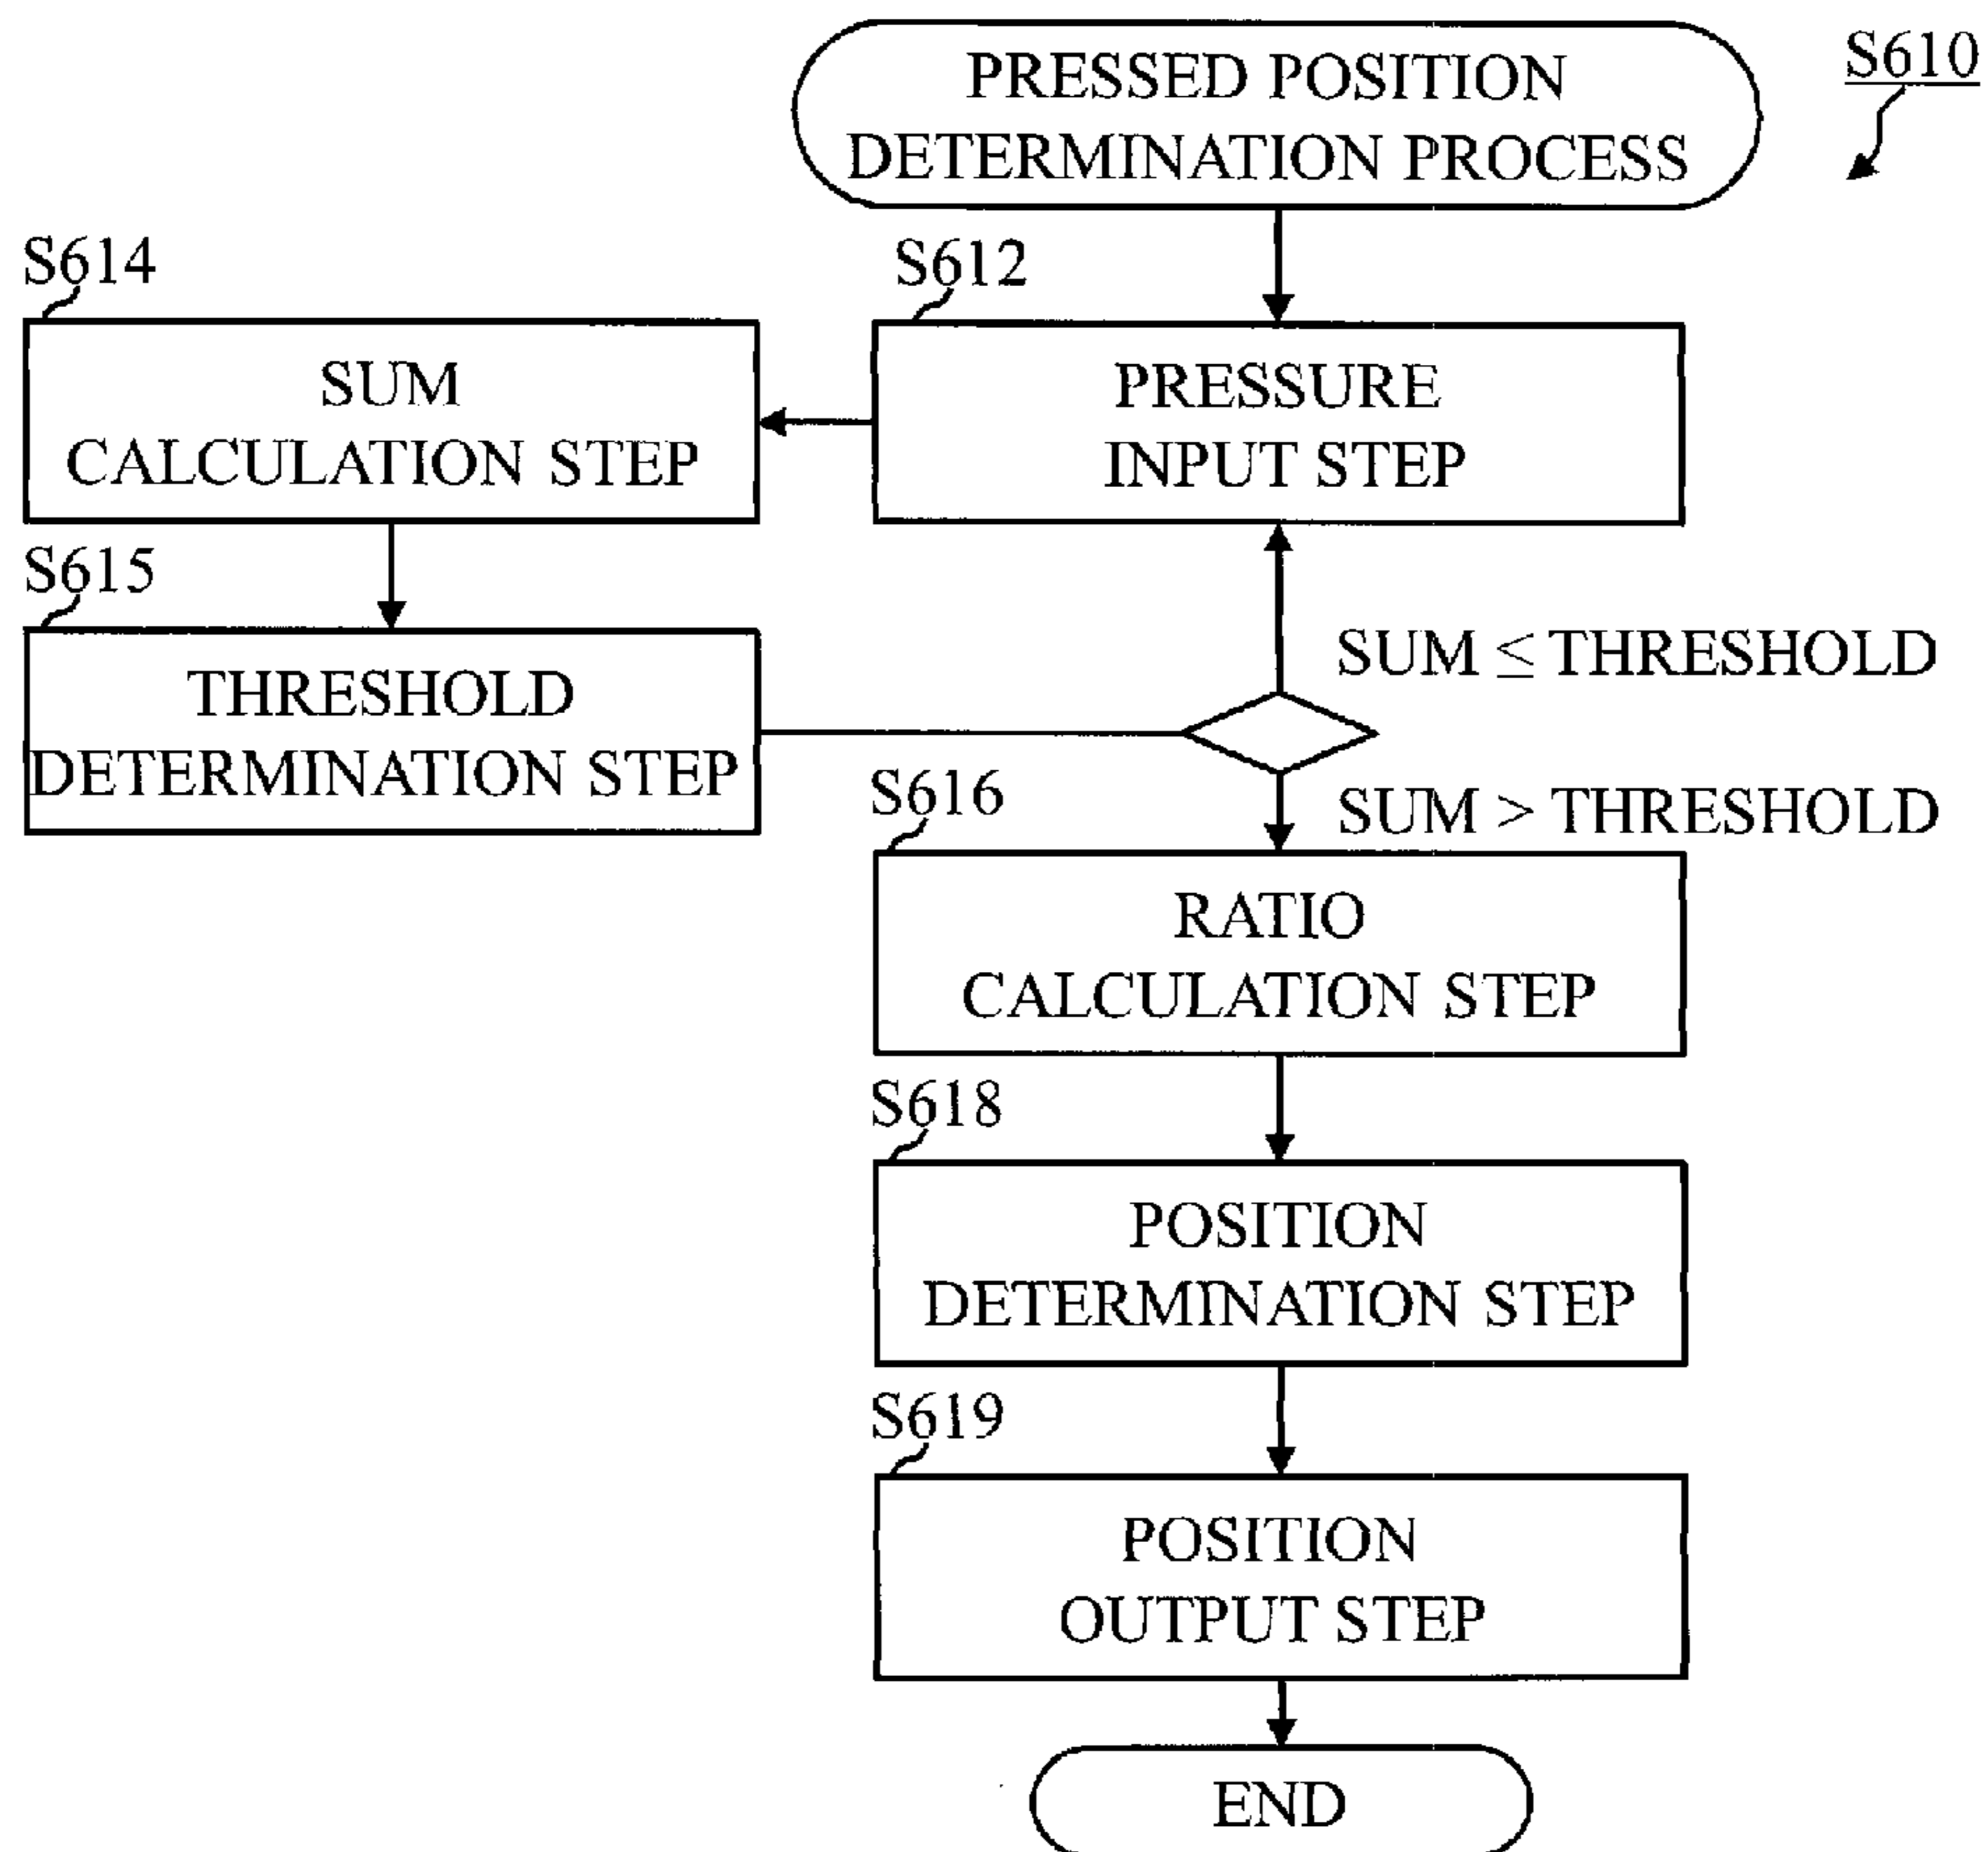 PRESSED POSITION
DETERMINATION PROCESS
S610
S614
SUM
CALCULATION STEP
S612
PRESSURE
INPUT STEP
S615
THRESHOLD
DETERMINATION STEP
SUM ≤ THRESHOLD
SUM > THRESHOLD
S616
RATIO
CALCULATION STEP
S618
POSITION
DETERMINATION STEP
S619
POSITION
OUTPUT STEP
END